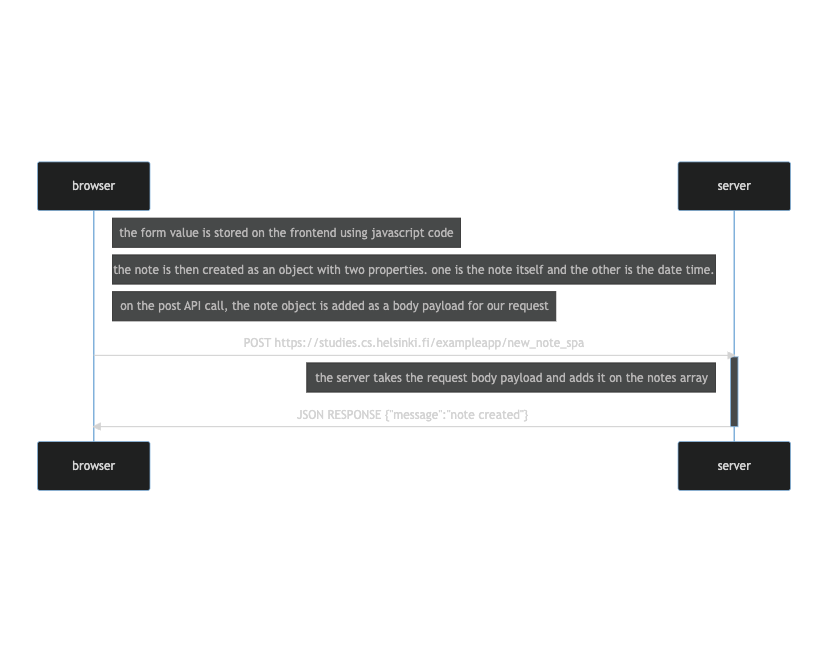 browser
server
the form value is stored on the frontend using javascript code
the note is then created as an object with two properties. one is the note itself and the other is the date time.
on the post API call, the note object is added as a body payload for our request
POST https://studies.cs.helsinki.fi/exampleapp/new_note_spa
the server takes the request body payload and adds it on the notes array
JSON RESPONSE {"message":"note created"}
browser
server